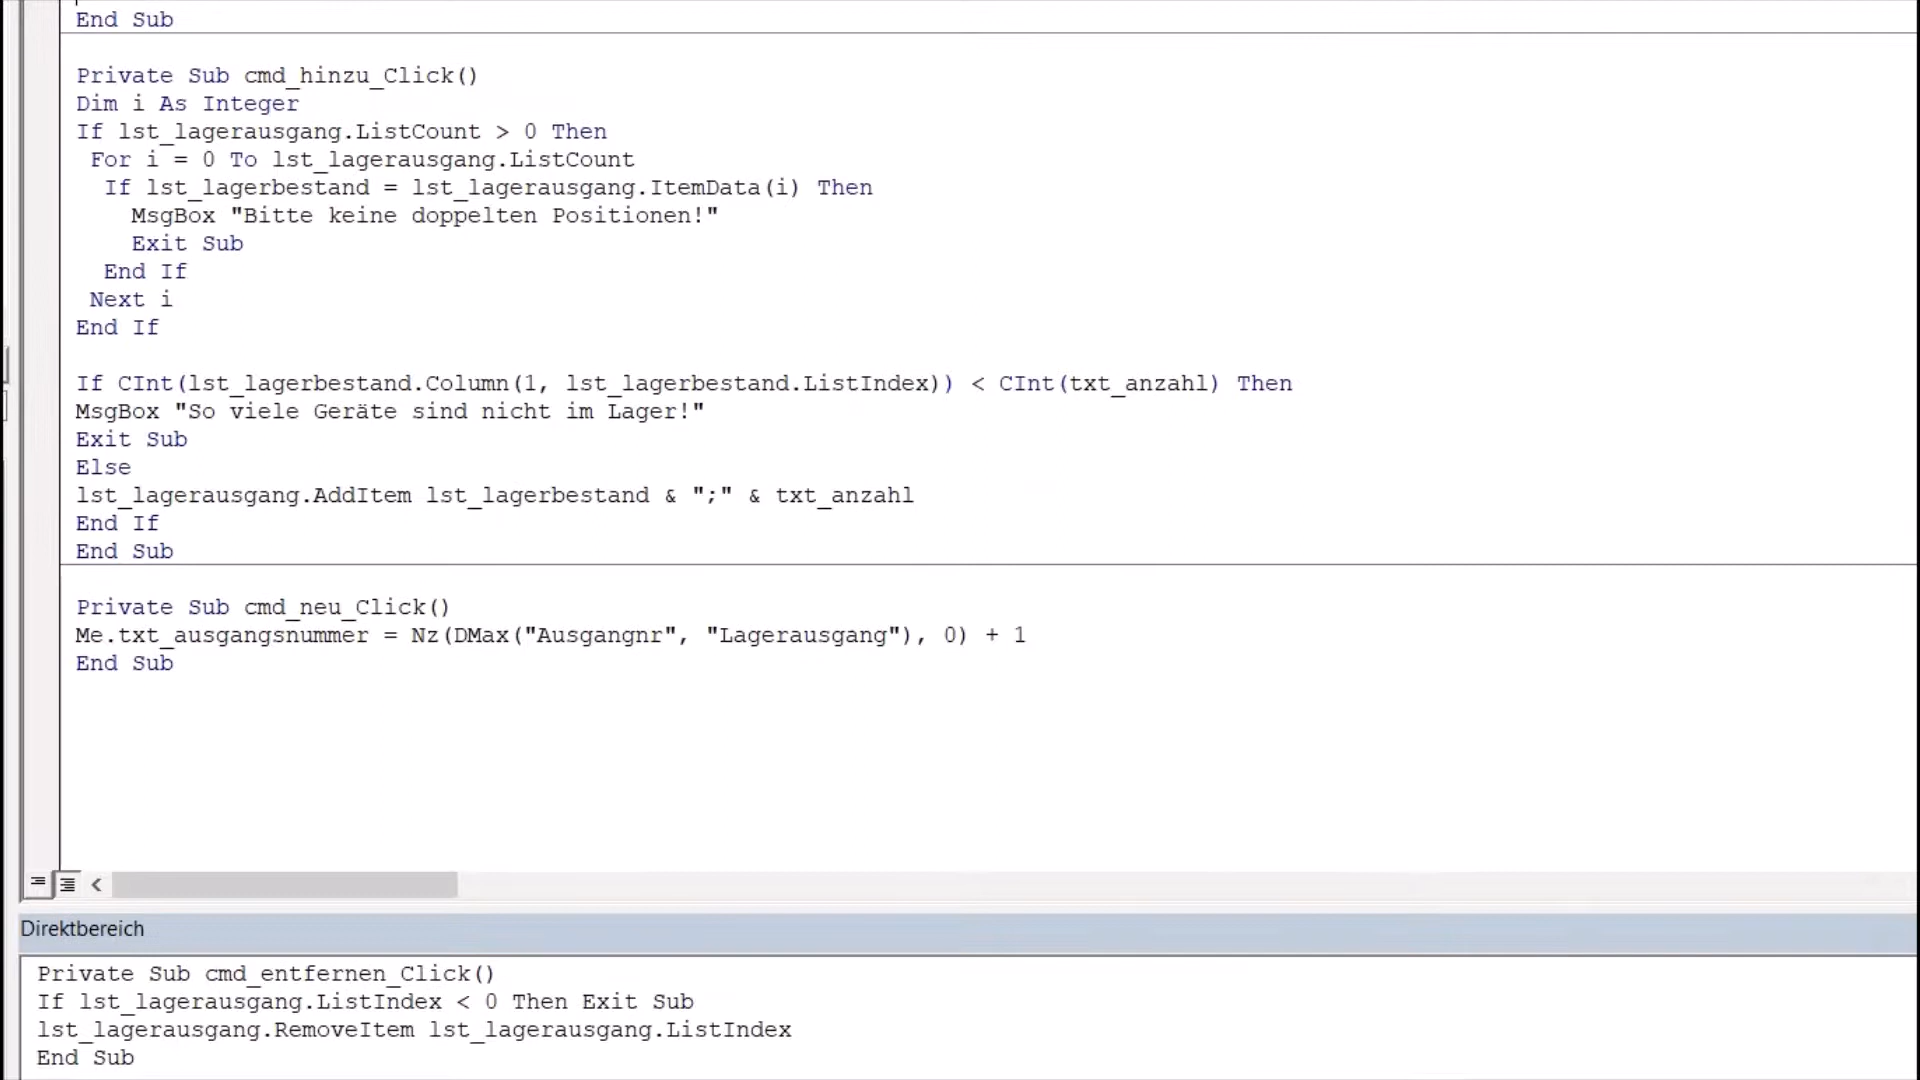 End Sub
Private Sub cmd_hinzu_Click()
Dim i As Integer
If lst_lagerausgang.ListCount > 0 Then
For i = 0 To lst_lagerausgang.ListCount
If lst_lagerbestand = lst_lagerausgang.ItemData(i) Then
MsgBox "Bitte keine doppelten Positionen!"
Exit Sub
End If
Next i
End If
If CInt(lst_lagerbestand.Column(1, lst_lagerbestand.ListIndex)) < CInt(txt_anzahl) Then
MsgBox "So viele Geräte sind nicht im Lager!"
Exit Sub
Else
lst_lagerausgang.AddItem lst_lagerbestand & ";" & txt_anzahl
End If
End Sub
Private Sub cmd_neu_Click()
Me.txt_ausgangsnummer = Nz(DMax("Ausgangnr", "Lagerausgang"), 0) + 1
End Sub
Direktbereich
Private Sub cmd_entfernen_Click()
If lst_lagerausgang.ListIndex < 0 Then Exit Sub
lst_lagerausgang.RemoveItem lst_lagerausgang.ListIndex
End Sub